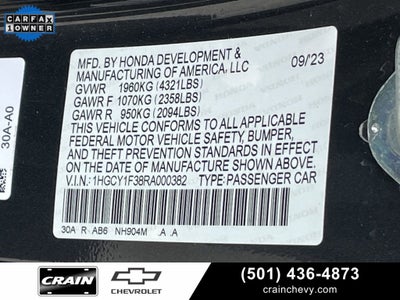 CARFAX
1 OWNER
MFD. BY HONDA DEVELOPMENT &
MANUFACTURING OF AMERICA, LLC 09/23
GVWR 1960KG (4321LBS)
GAWR F 1070KG (2358LBS)
GAWR R 950KG (2094LBS)
THIS VEHICLE CONFORMS TO ALL APPLICABLE
FEDERAL MOTOR VEHICLE SAFETY, BUMPER,
AND THEFT PREVENTION STANDARDS IN EFFECT
ON THE DATE OF MANUFACTURE SHOWN ABOVE.
V.I.N.: 1HGCY1F38RA000382 TYPE:PASSENGER CAR
30A R AB6 NH904M .A .A
30A-A0
CRAIN
CHEVROLET
(501) 436-4873
crainchevy.com